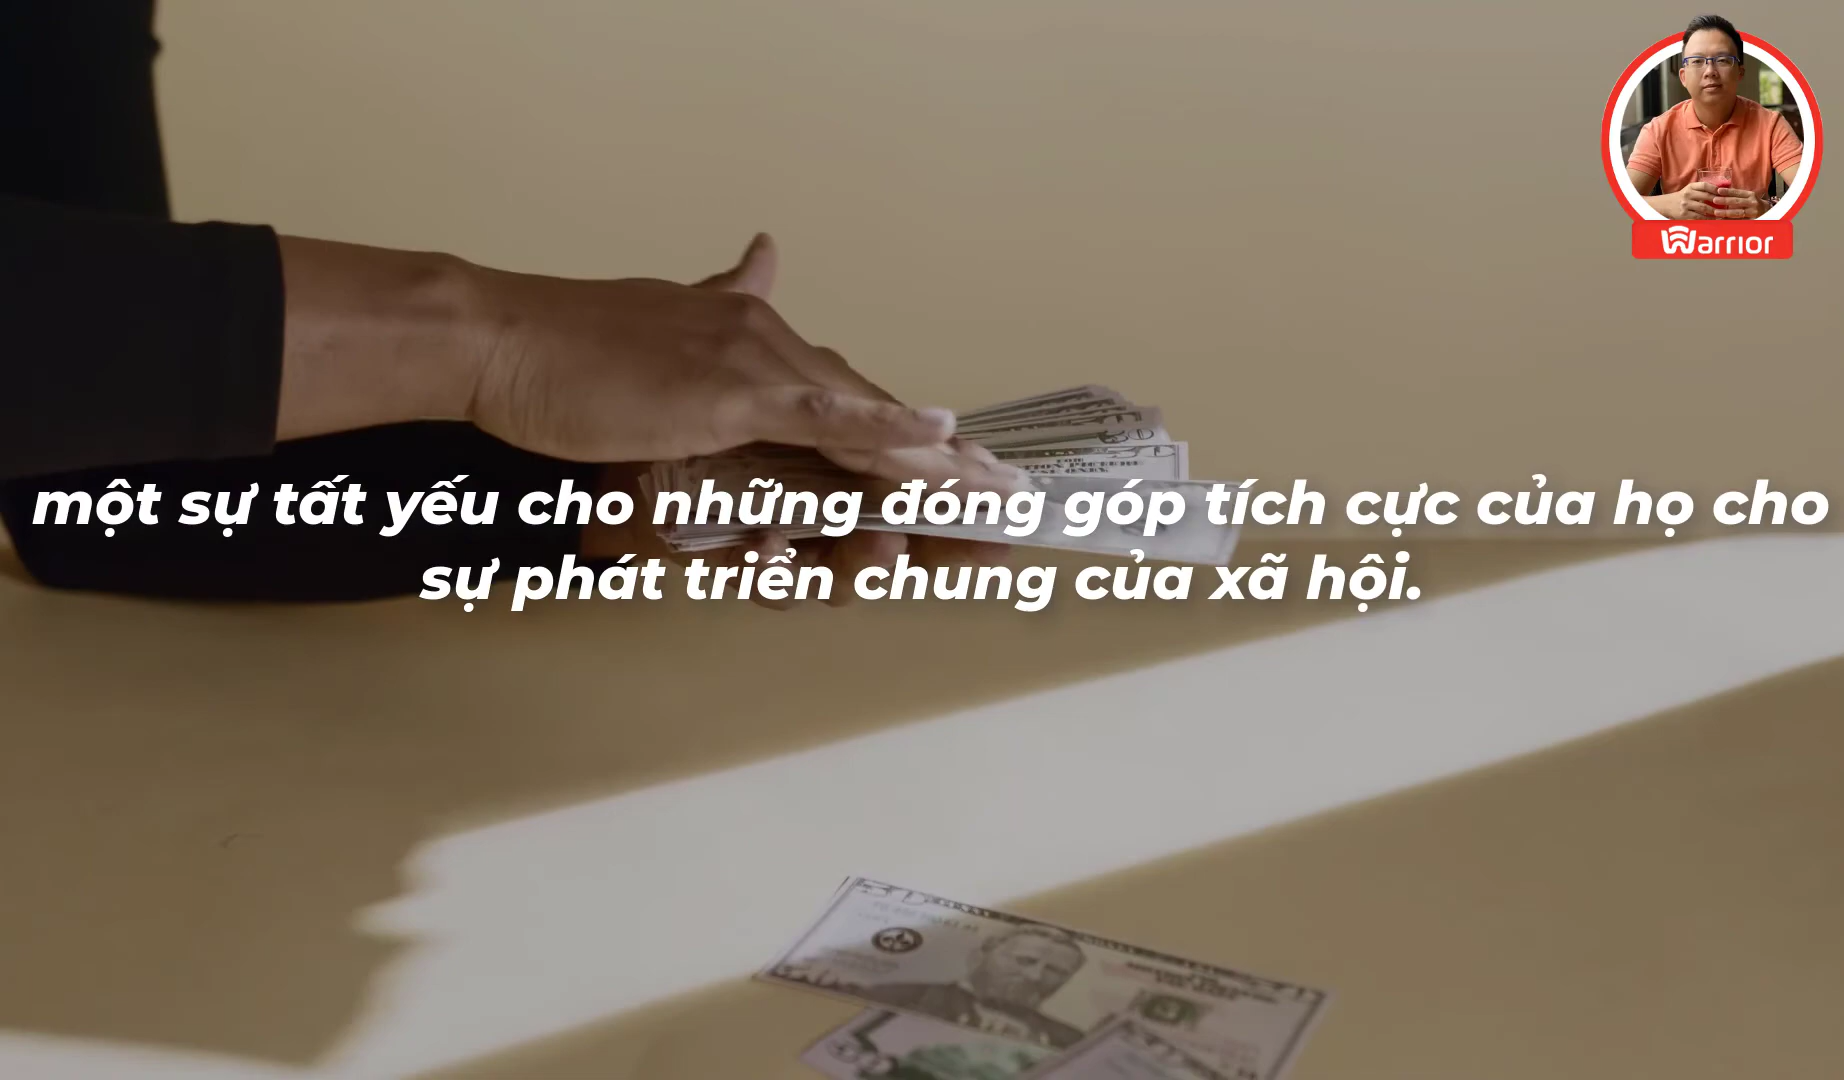 Warrior
một sự tất yếu cho những đóng góp tích cực của họ cho
sự phát triển chung của xã hội.